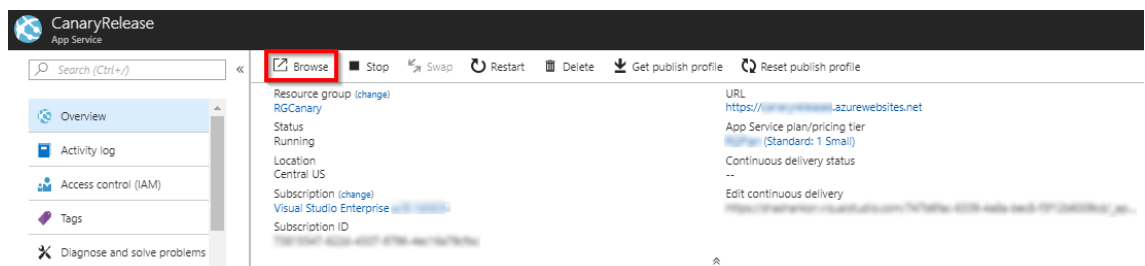 CanaryRelease
App Service
Search (Ctrl+/)
«
Overview
Activity log
Access control (IAM)
Tags
Diagnose and solve problems
Browse Stop Swap Restart Delete Get publish profile Reset publish profile
Resource group (change)
RGCanary
Status
Running
Location
Central US
Subscription (change)
Visual Studio Enterprise
Subscription ID
URL
https:// .azurewebsites.net
App Service plan/pricing tier
(Standard: 1 Small)
Continuous delivery status
--
Edit continuous delivery